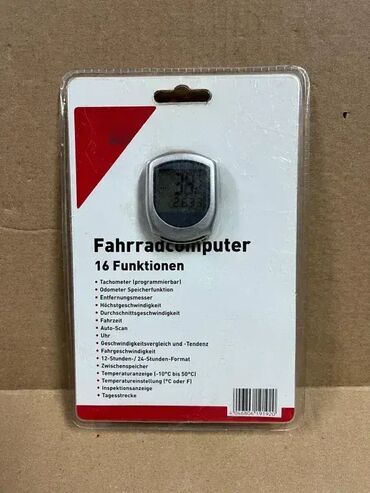 Fahrradcomputer
16 Funktionen
• Tachometer (programmierbar)
• Odometer Speicherfunktion
• Entfernungsmesser
• Höchstgeschwindigkeit
• Durchschnittsgeschwindigkeit
• Fahrzeit
• Auto-Scan
• Uhr
• Geschwindigkeitsvergleich und -Tendenz
• Fahrgeschwindigkeit
• 12-Stunden-/ 24-Stunden-Format
• Zwischenspeicher
• Temperaturanzeige (-10°C bis 50°C)
• Temperatureinstellung (°C oder F)
• Inspektionsanzeige
• Tagesstrecke